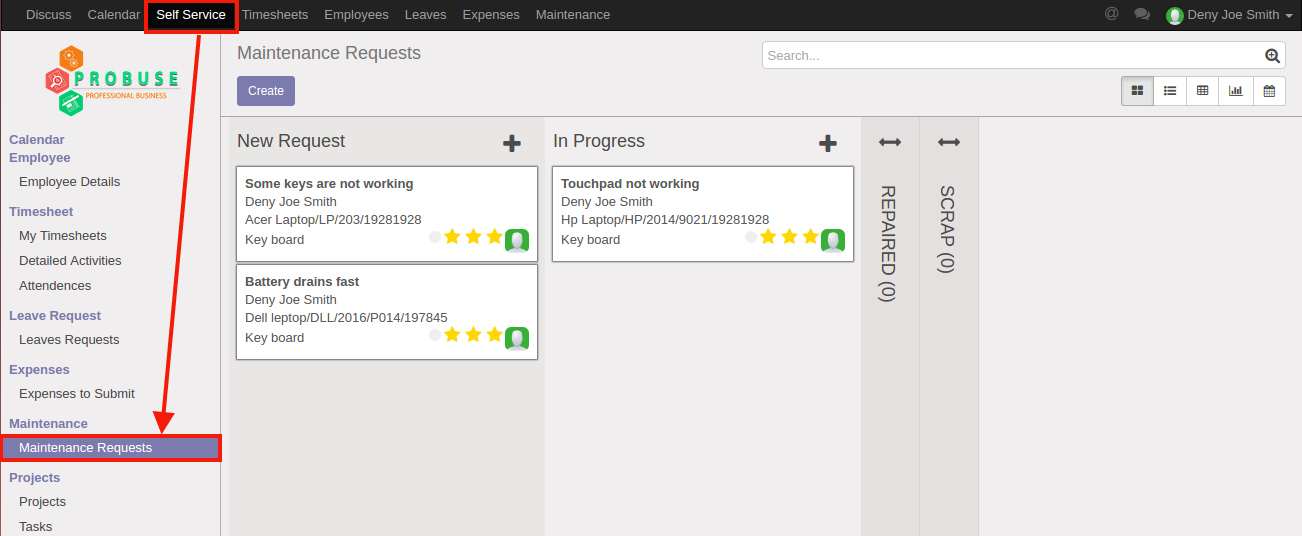 Discuss Calendar Self Service Timesheets Employees Leaves Expenses Maintenance @ Deny Joe Smith
PROBUSE
PROFESSIONAL BUSINESS
Calendar
Employee
Employee Details
Timesheet
My Timesheets
Detailed Activities
Attendences
Leave Request
Leaves Requests
Expenses
Expenses to Submit
Maintenance
Maintenance Requests
Projects
Projects
Tasks
Maintenance Requests
Search...
Create
New Request
Some keys are not working
Deny Joe Smith
Acer Laptop/LP/203/19281928
Key board
Battery drains fast
Deny Joe Smith
Dell leptop/DLL/2016/P014/197845
Key board
In Progress
Touchpad not working
Deny Joe Smith
Hp Laptop/HP/2014/9021/19281928
Key board
REPAIRED (0)
SCRAP (0)